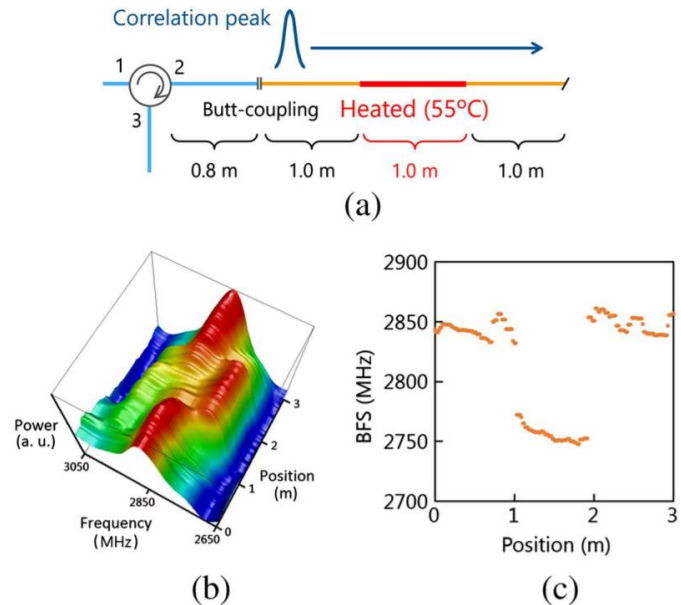 Correlation peak
1
2
3
Butt-coupling
Heated (55°C)
0.8 m
1.0 m
1.0 m
1.0 m
(a)
Power
(a. u.)
3050
2850
2650
Frequency
(MHz)
0
1
2
3
Position
(m)
(b)
2900
2850
2800
2750
2700
BFS (MHz)
0
1
2
3
Position (m)
(c)